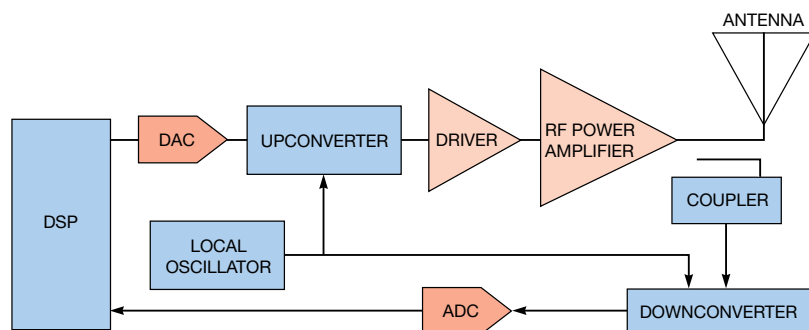 ANTENNA
DAC
UPCONVERTER
DRIVER
RF POWER
AMPLIFIER
DSP
COUPLER
LOCAL
OSCILLATOR
ADC
DOWNCONVERTER